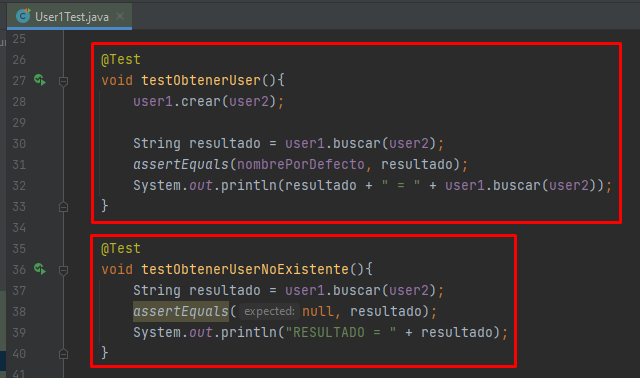 User1Test.java
25
26 @Test
27 void testObtenerUser(){
28 user1.crear(user2);
29
30 String resultado = user1.buscar(user2);
31 assertEquals(nombrePorDefecto, resultado);
32 System.out.println(resultado + " = " + user1.buscar(user2));
33 }
34
35 @Test
36 void testObtenerUserNoExistente(){
37 String resultado = user1.buscar(user2);
38 assertEquals( expected: null, resultado);
39 System.out.println("RESULTADO = " + resultado);
40 }
41